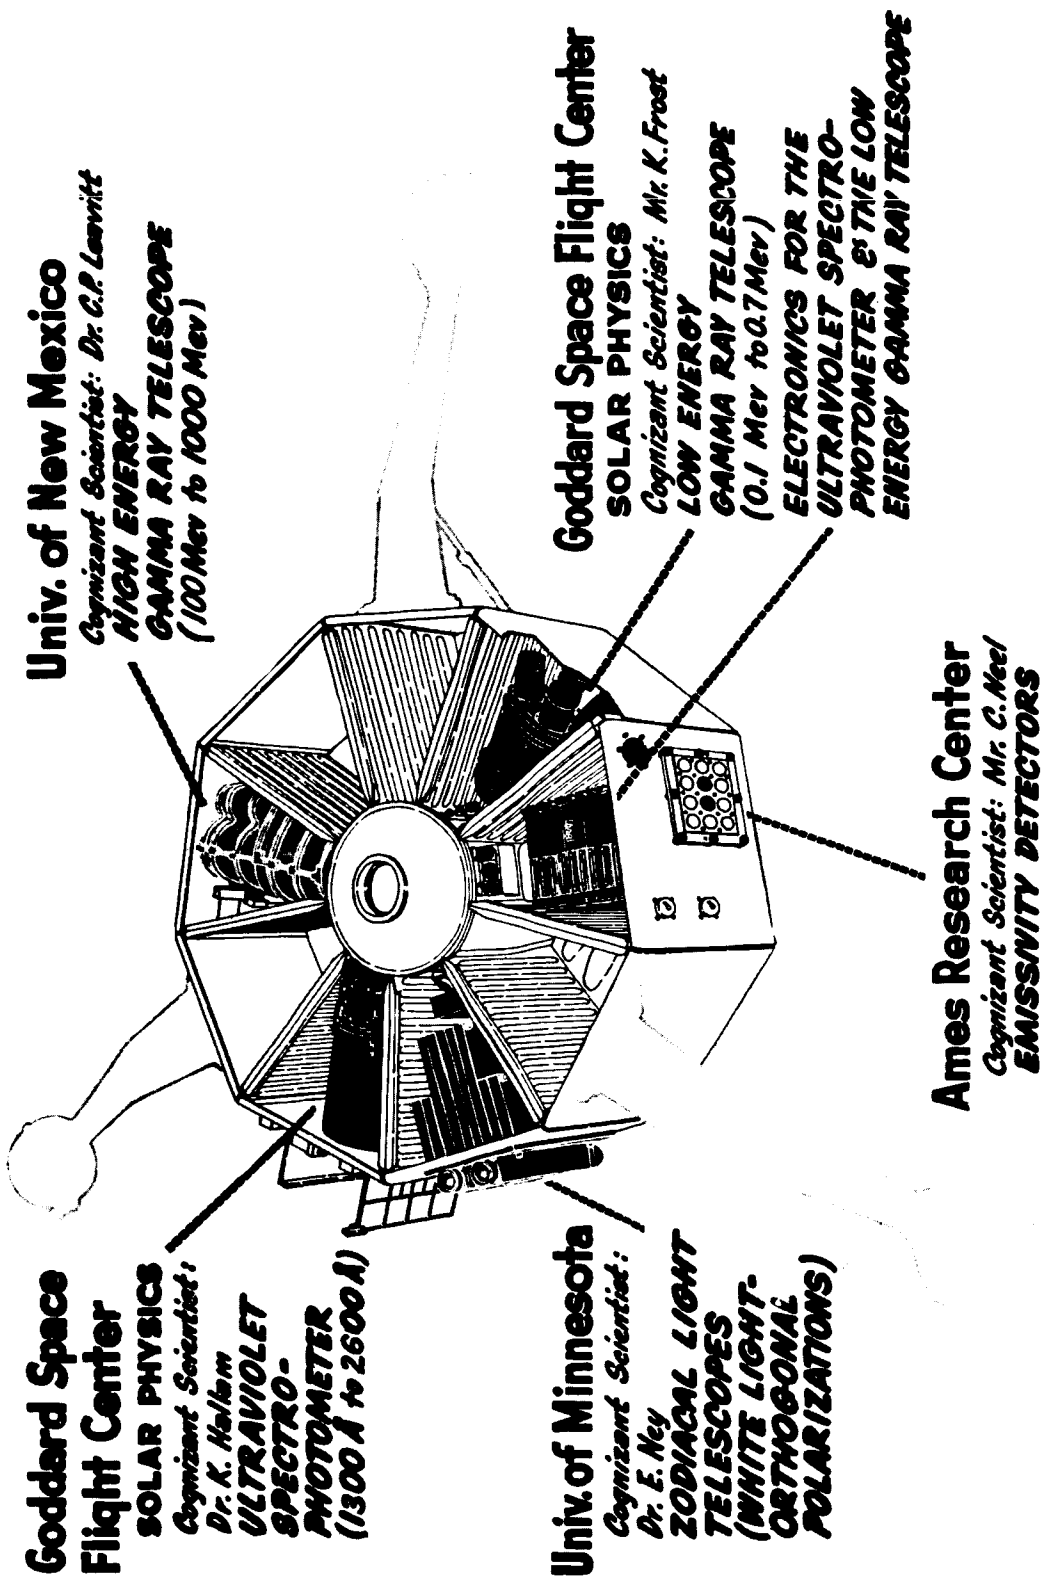 Goddard Space
Flight Center
SOLAR PHYSICS
Cognizant Scientist:
Dr. K. Hallam
ULTRAVIOLET
SPECTRO-
PHOTOMETER
(1300 Å to 2600 Å)
Univ. of New Mexico
Cognizant Scientist: Dr. C.P. Leavitt
HIGH ENERGY
GAMMA RAY TELESCOPE
(100 Mev to 1000 Mev)
Univ. of Minnesota
Cognizant Scientist:
Dr. E. Ney
ZODIACAL LIGHT
TELESCOPES
(WHITE LIGHT-
ORTHOGONAL
POLARIZATIONS)
Goddard Space Flight Center
SOLAR PHYSICS
Cognizant Scientist: Mr. K. Frost
LOW ENERGY
GAMMA RAY TELESCOPE
(0.1 Mev to 0.7 Mev)
ELECTRONICS FOR THE
ULTRAVIOLET SPECTRO-
PHOTOMETER & THE LOW
ENERGY GAMMA RAY TELESCOPE
Ames Research Center
Cognizant Scientist: Mr. C. Neel
EMISSIVITY DETECTORS